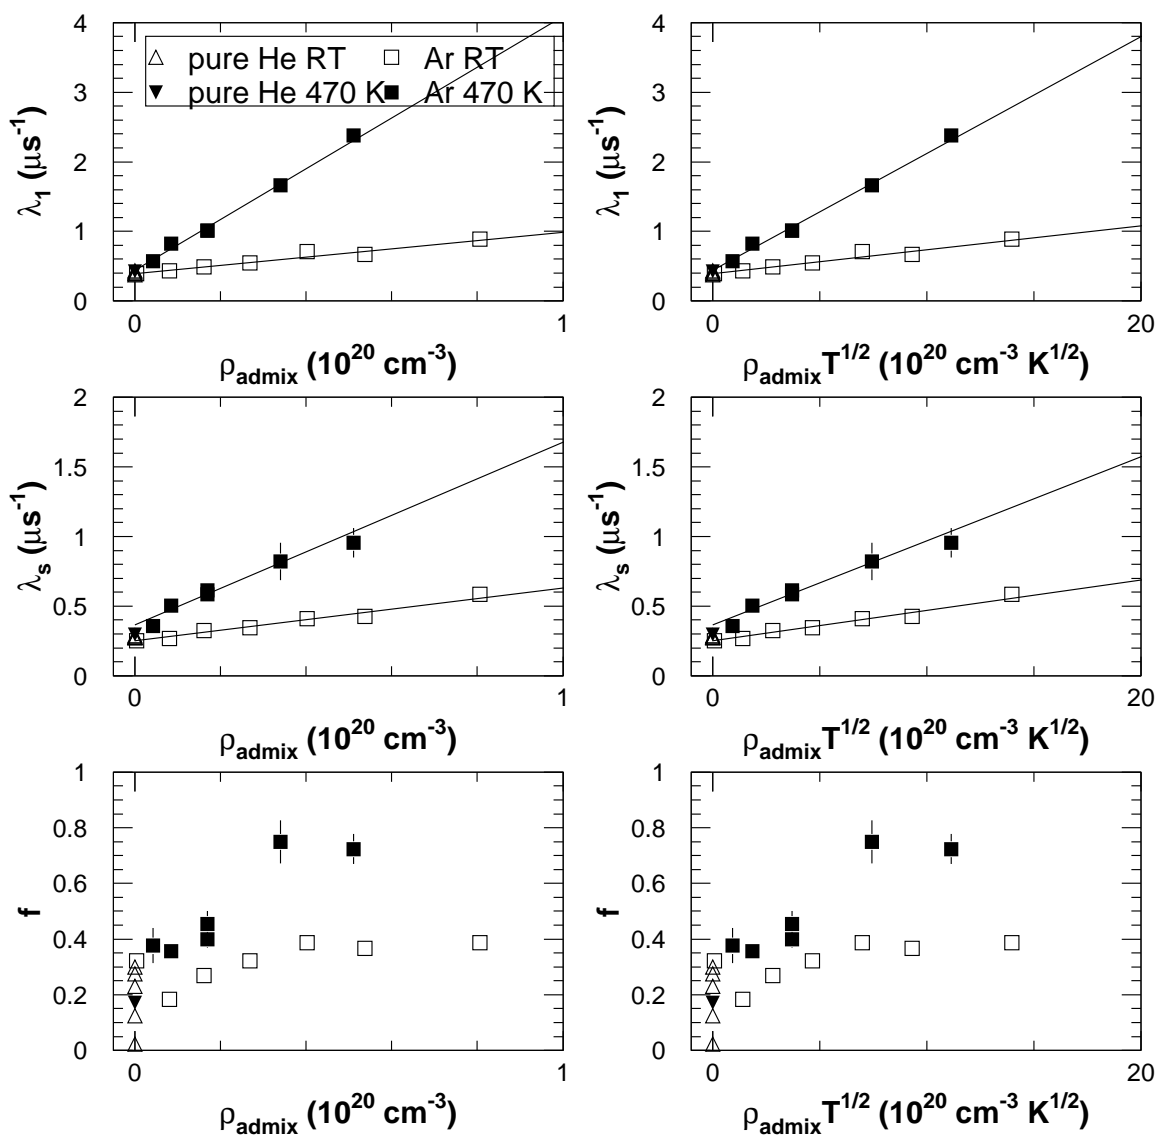 4
3
2
1
0
λ1 (μs-1)
△ pure He RT □ Ar RT
▼ pure He 470 K ■ Ar 470 K
0 1
ρadmix (10²⁰ cm⁻³)
4
3
2
1
0
λ1 (μs-1)
0 20
ρadmixT1/2 (10²⁰ cm⁻³ K1/2)
2
1.5
1
0.5
0
λs (μs-1)
0 1
ρadmix (10²⁰ cm⁻³)
2
1.5
1
0.5
0
λs (μs-1)
0 20
ρadmixT1/2 (10²⁰ cm⁻³ K1/2)
1
0.8
0.6
0.4
0.2
0
f
0 1
ρadmix (10²⁰ cm⁻³)
1
0.8
0.6
0.4
0.2
0
f
0 20
ρadmixT1/2 (10²⁰ cm⁻³ K1/2)